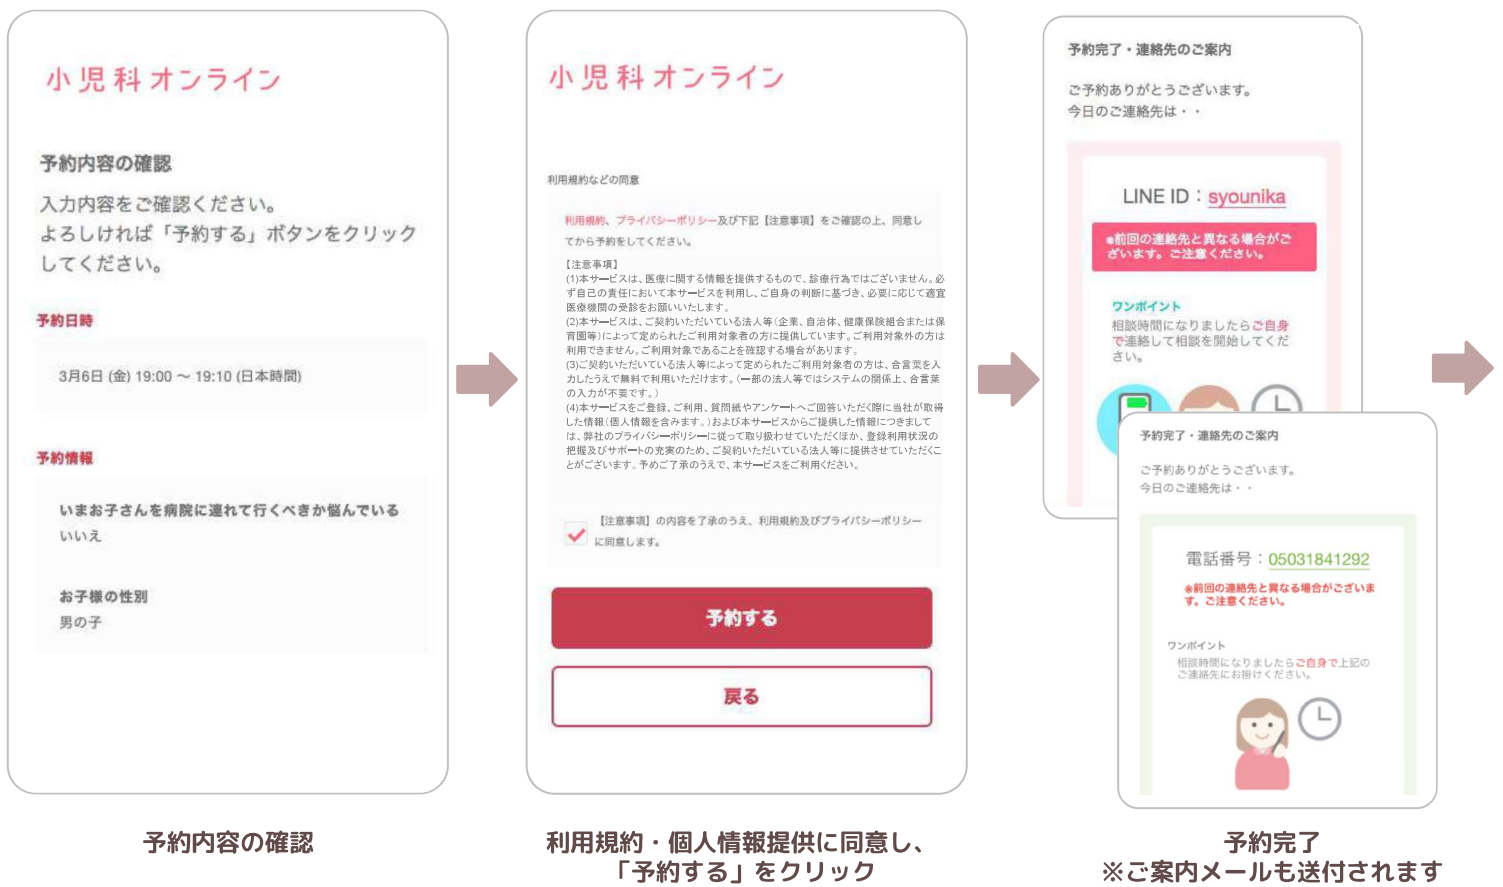 小児科オンライン
予約内容の確認
入力内容をご確認ください。
よろしければ「予約する」ボタンをクリック
してください。
予約日時
3月6日 (金) 19:00 ～ 19:10 (日本時間)
予約情報
いまお子さんを病院に連れて行くべきか悩んでいる
いいえ
お子様の性別
男の子
予約内容の確認
小児科オンライン
利用規約などの同意
利用規約、プライバシーポリシー及び下記【注意事項】をご確認の上、同意し
てから予約をしてください。
【注意事項】
(1)本サービスは、医療に関する情報を提供するもので、診療行為ではございません。必
ず自己の責任において本サービスを利用し、ご自身の判断に基づき、必要に応じて適宜
医療機関の受診をお願いいたします。
(2)本サービスは、ご契約いただいている法人等(企業、自治体、健康保険組合または保
育園等)によって定められたご利用対象者の方に提供しています。ご利用対象外の方は
利用できません。ご利用対象であることを確認する場合があります。
(3)ご契約いただいている法人等によって定められたご利用対象者の方は、合言葉を入
力したうえで無料で利用いただけます。(一部の法人等ではシステムの関係上、合言葉
の入力が不要です。)
(4)本サービスをご登録、ご利用、質問紙やアンケートへご回答いただく際に当社が取得
した情報(個人情報を含みます。)および本サービスからご提供した情報につきまして
は、弊社のプライバシーポリシーに従って取り扱わせていただくほか、登録利用状況の
把握及びサポートの充実のため、ご契約いただいている法人等に提供させていただくこ
とがございます。予めご了承のうえで、本サービスをご利用ください。
【注意事項】の内容を了承のうえ、利用規約及びプライバシーポリシー
に同意します。
予約する
戻る
利用規約・個人情報提供に同意し、
「予約する」をクリック
予約完了・連絡先のご案内
ご予約ありがとうございます。
今日のご連絡先は・・
LINE ID：syounika
※前回の連絡先と異なる場合がご
ざいます。ご注意ください。
ワンポイント
相談時間になりましたらご自身
で連絡して相談を開始してくだ
さい。
予約完了・連絡先のご案内
ご予約ありがとうございます。
今日のご連絡先は・・
電話番号：05031841292
※前回の連絡先と異なる場合がございま
す。ご注意ください。
ワンポイント
相談時間になりましたらご自身で上記の
ご連絡先にお掛けください。
予約完了
※ご案内メールも送付されます